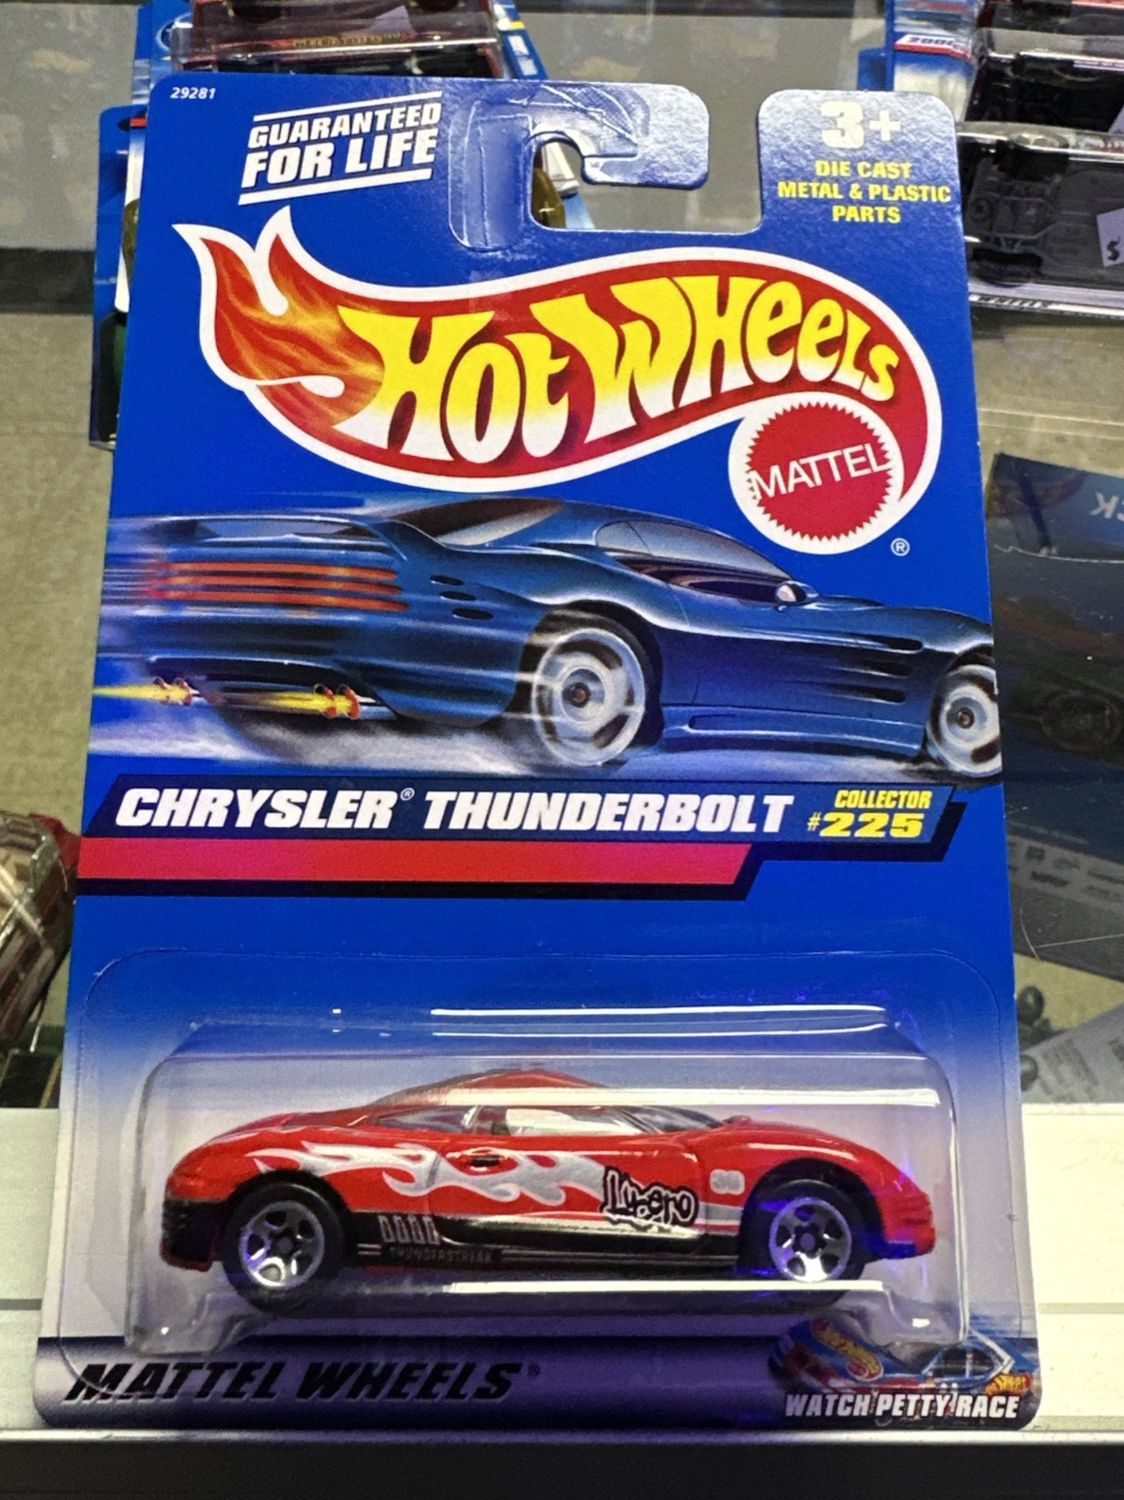 29281
GUARANTEED
FOR LIFE
3+
DIE CAST
METAL & PLASTIC
PARTS
HOT WHEELS
MATTEL
®
CHRYSLER® THUNDERBOLT
COLLECTOR
#225
THUNDERSTREAK
MATTEL WHEELS®
WATCH PETTY RACE